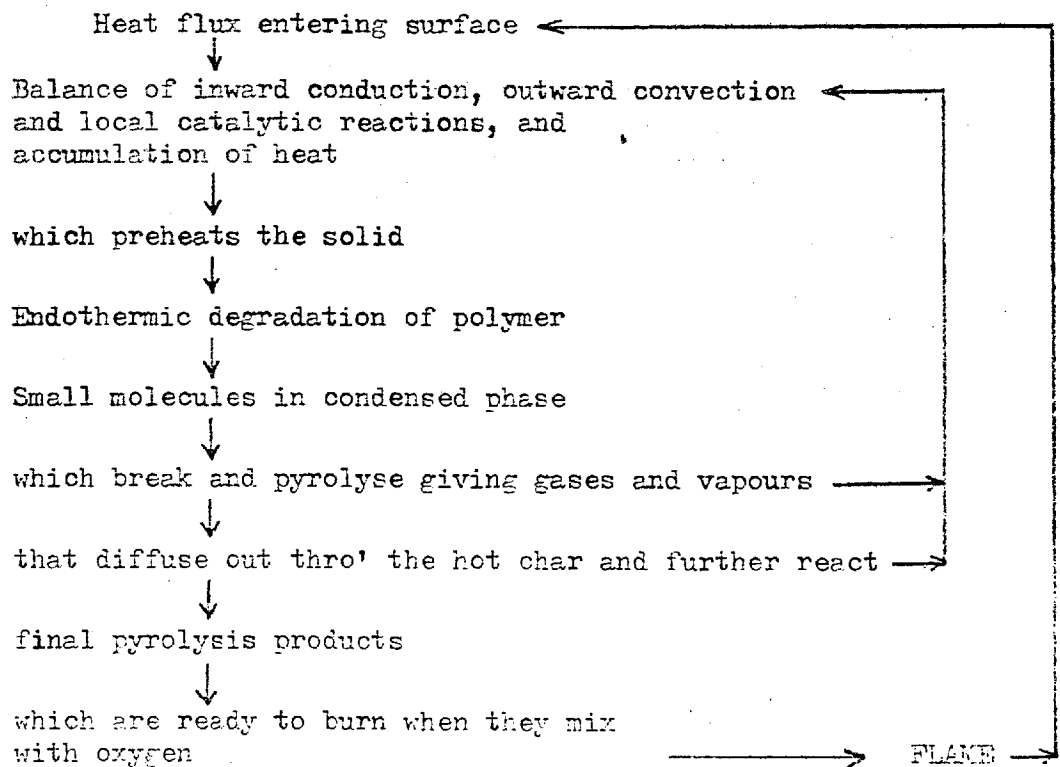 Heat flux entering surface
Balance of inward conduction, outward convection
and local catalytic reactions, and
accumulation of heat
which preheats the solid
Endothermic degradation of polymer
Small molecules in condensed phase
which break and pyrolyse giving gases and vapours
that diffuse out thro' the hot char and further react
final pyrolysis products
which are ready to burn when they mix
with oxygen FLAME